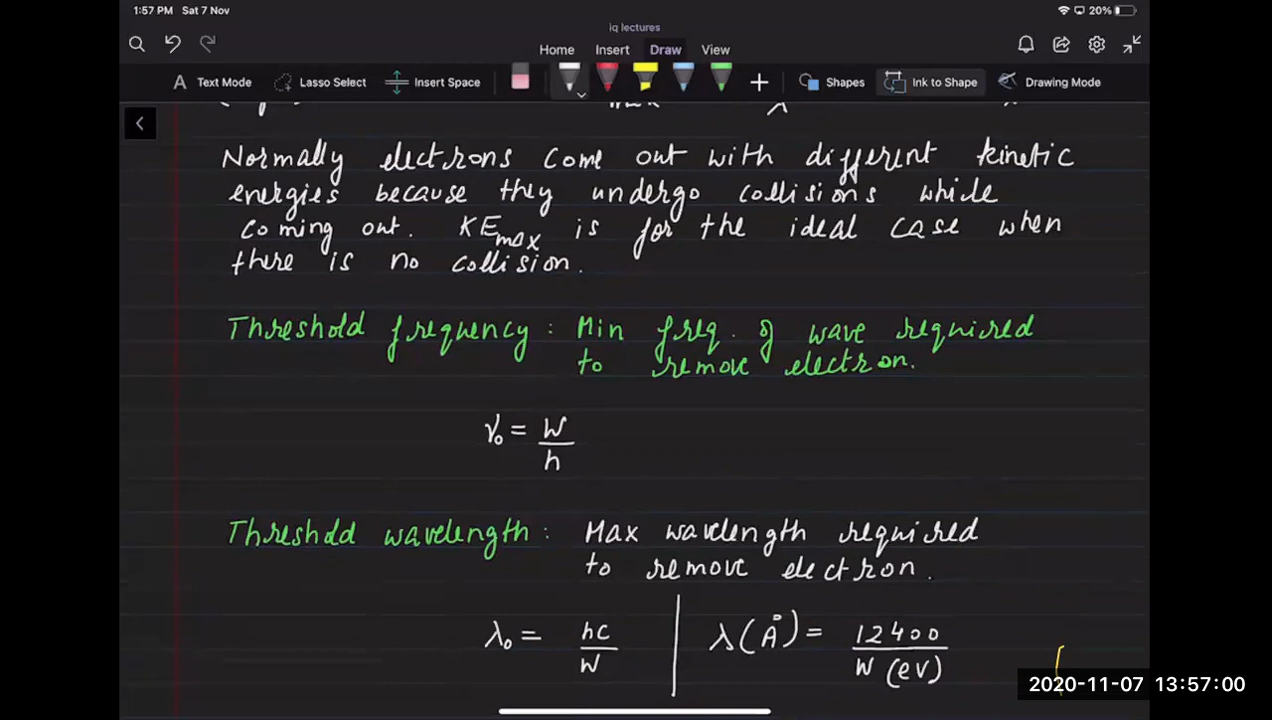 1:57 PM Sat 7 Nov
20%
iq lectures
Home Insert Draw View
Text Mode Lasso Select Insert Space Shapes Ink to Shape Drawing Mode
Normally electrons come out with different kinetic
energies because they undergo collisions while
coming out. KEmax is for the ideal case when
there is no collision.
Threshold frequency: Min freq. of wave required
to remove electron.
ν₀ = W/h
Threshold wavelength: Max wavelength required
to remove electron.
λ₀ = hc/W | λ(Å) = 12400/W (eV)
2020-11-07 13:57:00